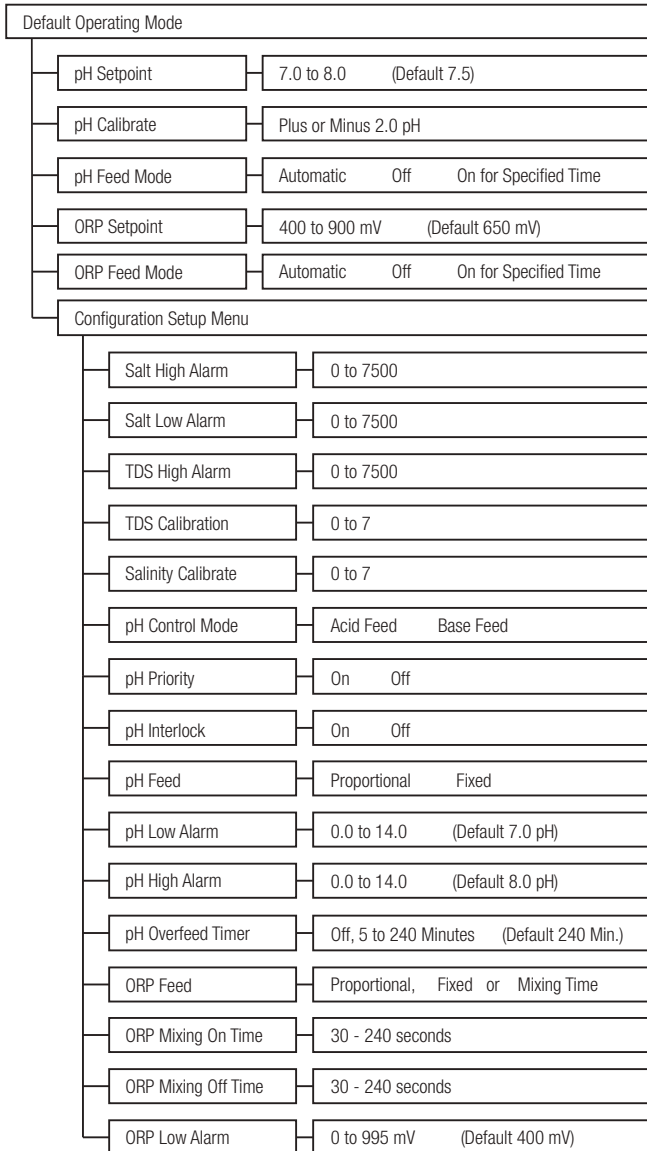 Default Operating Mode
pH Setpoint 7.0 to 8.0 (Default 7.5)
pH Calibrate Plus or Minus 2.0 pH
pH Feed Mode Automatic Off On for Specified Time
ORP Setpoint 400 to 900 mV (Default 650 mV)
ORP Feed Mode Automatic Off On for Specified Time
Configuration Setup Menu
Salt High Alarm 0 to 7500
Salt Low Alarm 0 to 7500
TDS High Alarm 0 to 7500
TDS Calibration 0 to 7
Salinity Calibrate 0 to 7
pH Control Mode Acid Feed Base Feed
pH Priority On Off
pH Interlock On Off
pH Feed Proportional Fixed
pH Low Alarm 0.0 to 14.0 (Default 7.0 pH)
pH High Alarm 0.0 to 14.0 (Default 8.0 pH)
pH Overfeed Timer Off, 5 to 240 Minutes (Default 240 Min.)
ORP Feed Proportional, Fixed or Mixing Time
ORP Mixing On Time 30 - 240 seconds
ORP Mixing Off Time 30 - 240 seconds
ORP Low Alarm 0 to 995 mV (Default 400 mV)